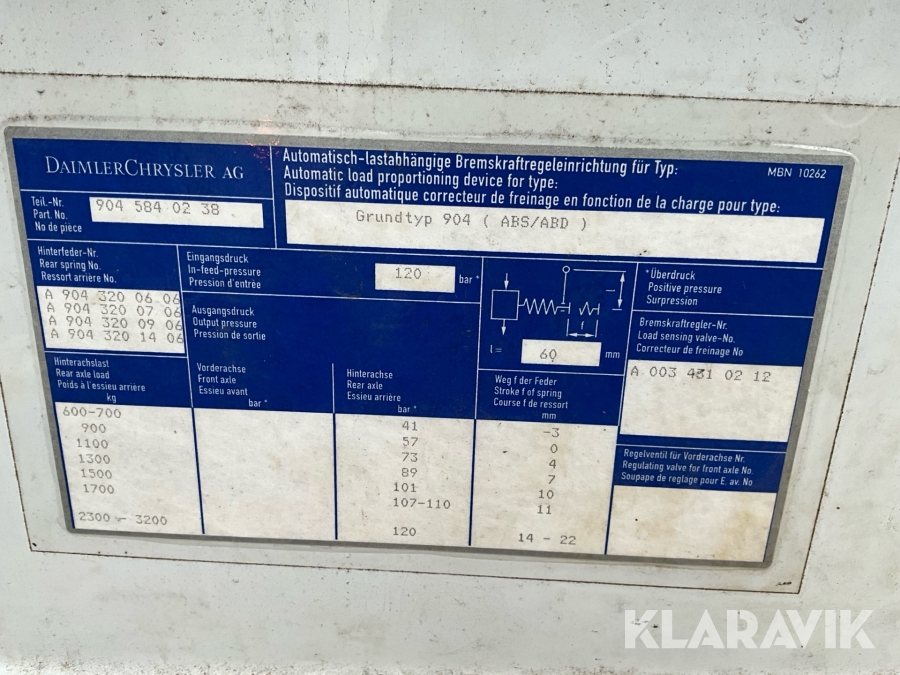 DAIMLERCHRYSLER AG
Automatisch-lastabhängige Bremskraftregeleinrichtung für Typ:
Automatic load proportioning device for type:
Dispositif automatique correcteur de freinage en fonction de la charge pour type:
MBN 10262
Teil.-Nr.
Part. No.
No de pièce
904 584 02 38
Grundtyp 904 ( ABS/ABD )
Hinterfeder-Nr.
Rear spring No.
Ressort arrière No.
A 904 320 06 06
A 904 320 07 06
A 904 320 09 06
A 904 320 14 06
Eingangsdruck
In-feed-pressure
Pression d'entrée
120
bar *
Ausgangsdruck
Output pressure
Pression de sortie
l
f
l =
60
mm
*Überdruck
Positive pressure
Surpression
Bremskraftregler-Nr.
Load sensing valve-No.
Correcteur de freinage No
A 003 431 02 12
Hinterachslast
Rear axle load
Poids à l'essieu arrière
kg
Vorderachse
Front axle
Essieu avant
bar *
Hinterachse
Rear axle
Essieu arrière
bar *
Weg f der Feder
Stroke f of spring
Course f de ressort
mm
600-700 41 -3
900 57 0
1100 73 4
1300 89 7
1500 101 10
1700 107-110 11
2300 - 3200 120 14 - 22
Regelventil für Vorderachse Nr.
Regulating valve for front axle No.
Soupape de reglage pour E. av. No
KLARAVIK